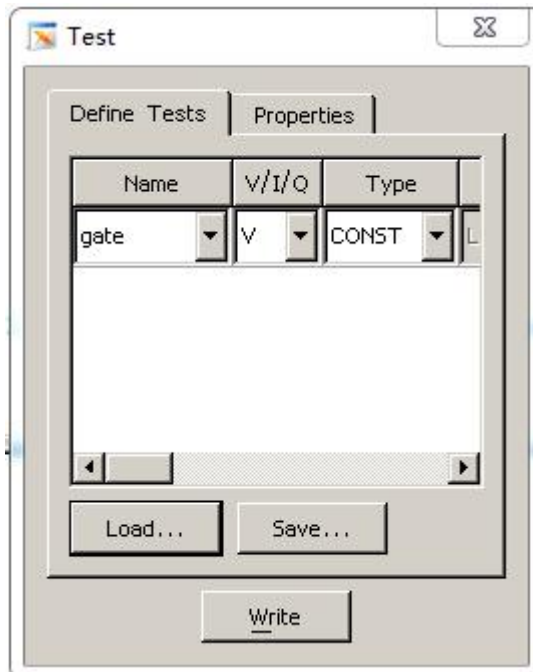 Test
Define Tests Properties
Name V/I/Q Type
gate V CONST L
Load... Save...
Write